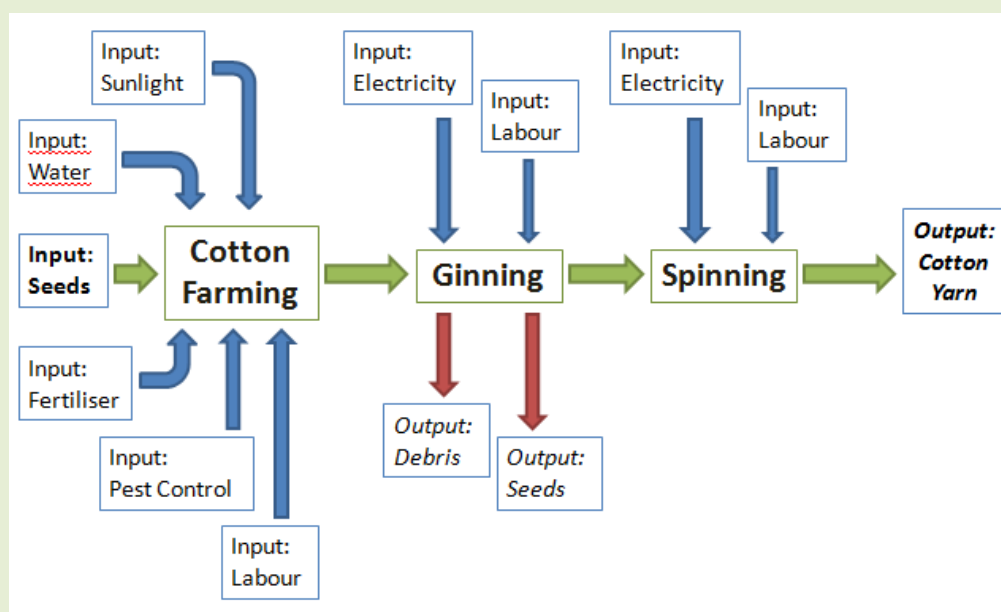 Input:
Sunlight
Input:
Electricity
Input:
Labour
Input:
Electricity
Input:
Labour
Input:
Water
Input:
Seeds
Cotton
Farming
Ginning
Spinning
Output:
Cotton
Yarn
Input:
Fertiliser
Input:
Pest Control
Input:
Labour
Output:
Debris
Output:
Seeds